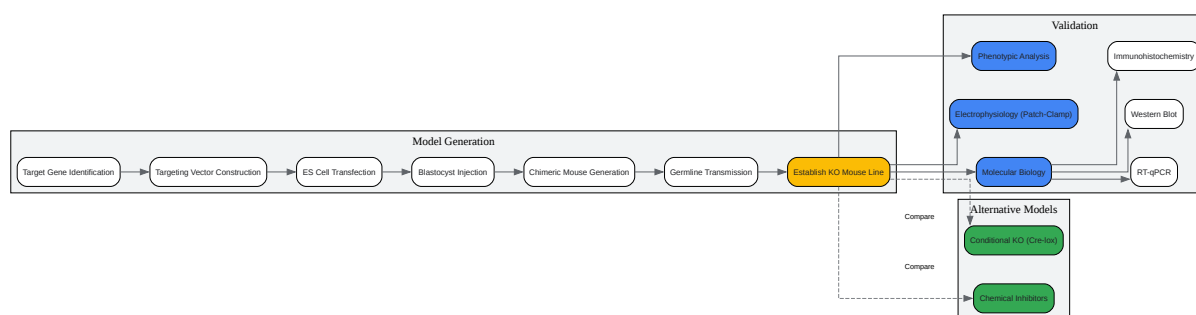 Model Generation
Target Gene Identification
Targeting Vector Construction
ES Cell Transfection
Blastocyst Injection
Chimeric Mouse Generation
Germline Transmission
Establish KO Mouse Line
Validation
Phenotypic Analysis
Immunohistochemistry
Electrophysiology (Patch-Clamp)
Western Blot
Molecular Biology
RT-qPCR
Compare
Alternative Models
Conditional KO (Cre-lox)
Compare
Chemical Inhibitors